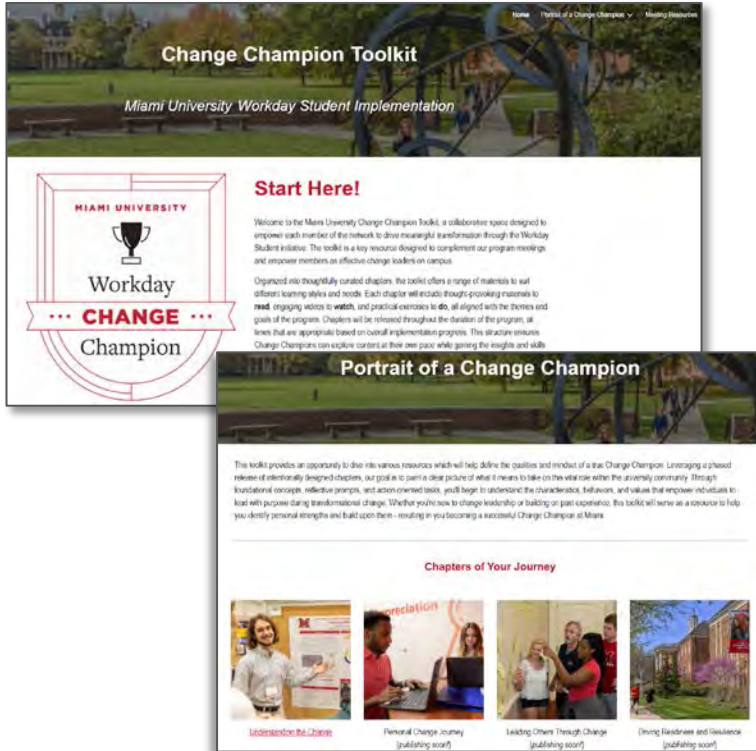 Home Portrait of a Change Champion Meeting Resources
Change Champion Toolkit
Miami University Workday Student Implementation
MIAMI UNIVERSITY
Workday
CHANGE
Champion
Start Here!
Welcome to the Miami University Change Champion Toolkit, a collaborative space designed to
empower each member of the network to drive meaningful transformation through the Workday
Student initiative. The toolkit is a key resource designed to complement our program meetings
and empower members as effective change leaders on campus.
Organized into thoughtfully curated chapters, the toolkit offers a range of materials to suit
different learning styles and needs. Each chapter will include thought-provoking materials to
read, engaging videos to watch, and practical exercises to do, all aligned with the themes and
goals of the program. Chapters will be released throughout the duration of the program, at
times that are appropriate based on overall implementation progress. This structure ensures
Change Champions can explore content at their own pace while gaining the insights and skills
Portrait of a Change Champion
This toolkit provides an opportunity to dive into various resources which will help define the qualities and mindset of a true Change Champion. Leveraging a phased
release of intentionally designed chapters, our goal is to paint a clear picture of what it means to take on this vital role within the university community. Through
foundational concepts, reflective prompts, and action-oriented tasks, you'll begin to understand the characteristics, behaviors, and values that empower individuals to
lead with purpose during transformational change. Whether you're new to change leadership or building on past experience, this toolkit will serve as a resource to help
you identify personal strengths and build upon them - resulting in you becoming a successful Change Champion at Miami.
Chapters of Your Journey
Understanding the Change
Personal Change Journey
(publishing soon!)
Leading Others Through Change
(publishing soon!)
Driving Readiness and Resilience
(publishing soon!)